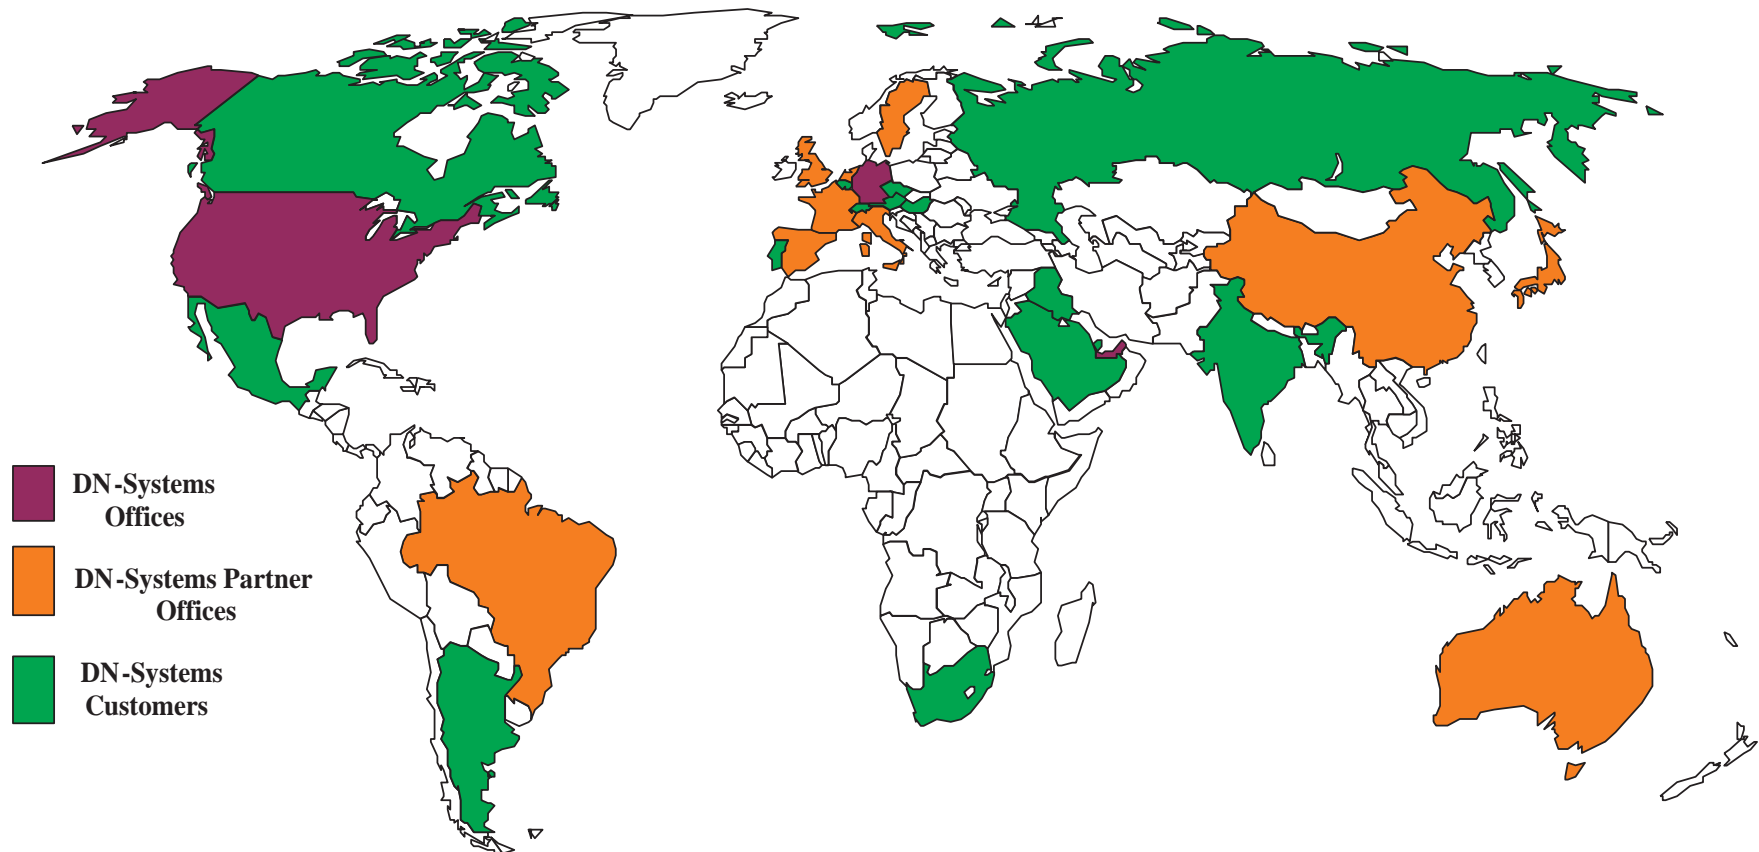 DN-Systems
Offices
DN-Systems Partner
Offices
DN-Systems
Customers